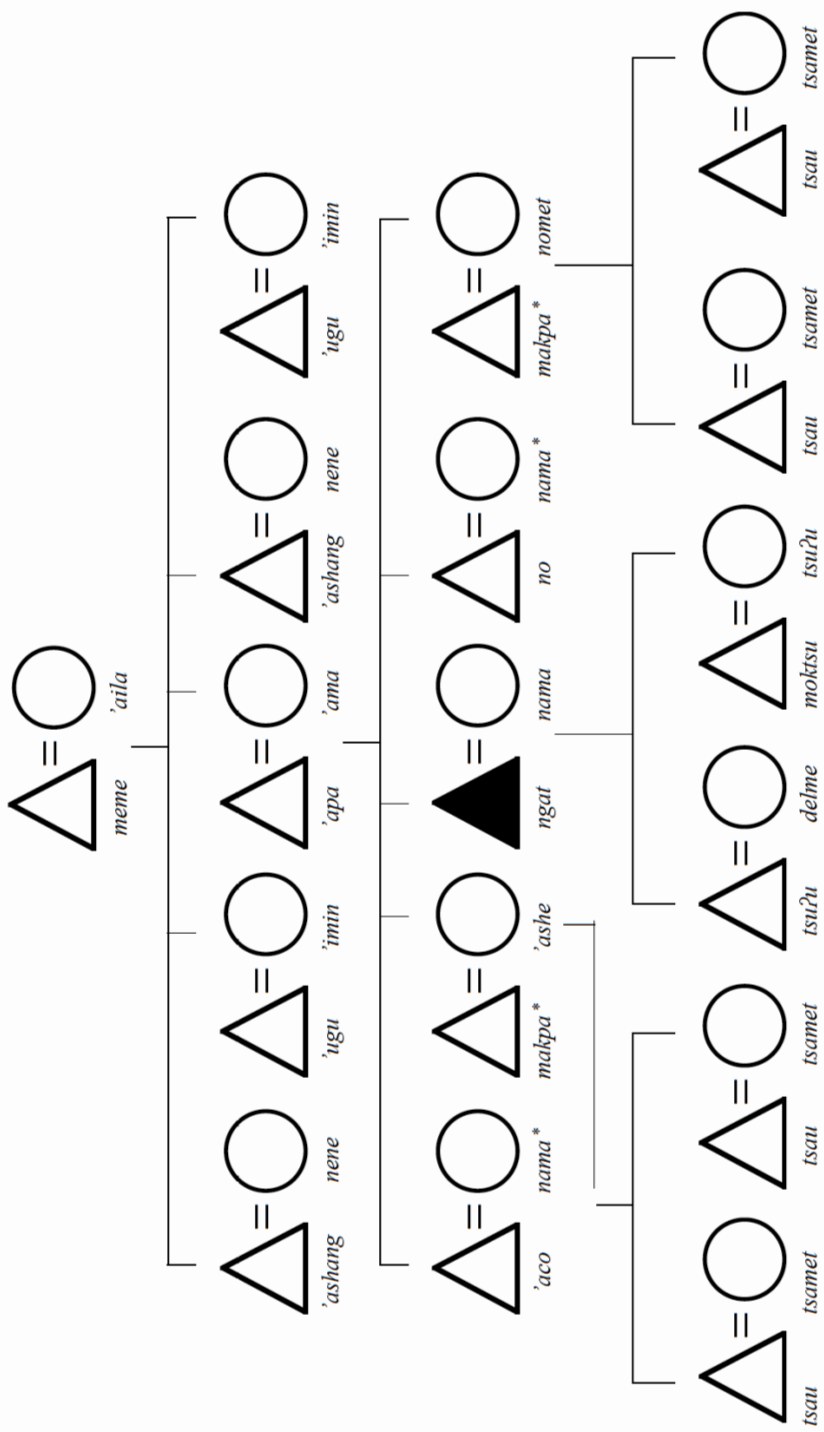 meme 'aila
'ashang nene 'ugu 'imin 'apa 'ama 'ashang nene 'ugu 'imin
'aco nama* makpa* 'ashe ngat nama no nama* makpa* nomet
tsau tsamet tsau tsamet tsuʔu delme moktsu tsuʔu tsau tsamet tsau tsamet